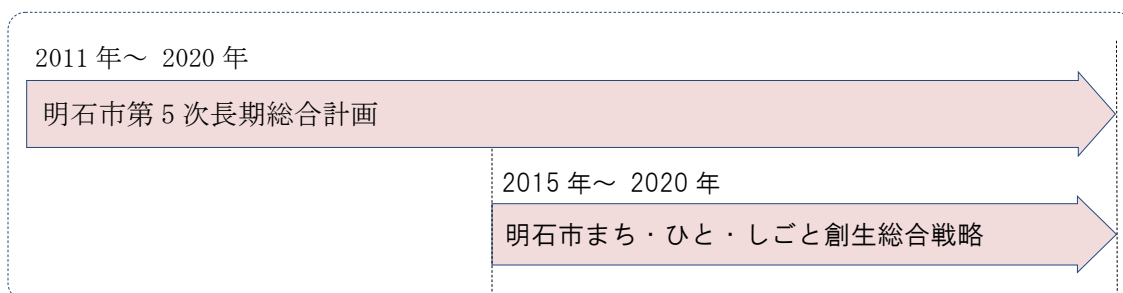 2011 年～ 2020 年
明石市第 5 次長期総合計画
2015 年～ 2020 年
明石市まち・ひと・しごと創生総合戦略